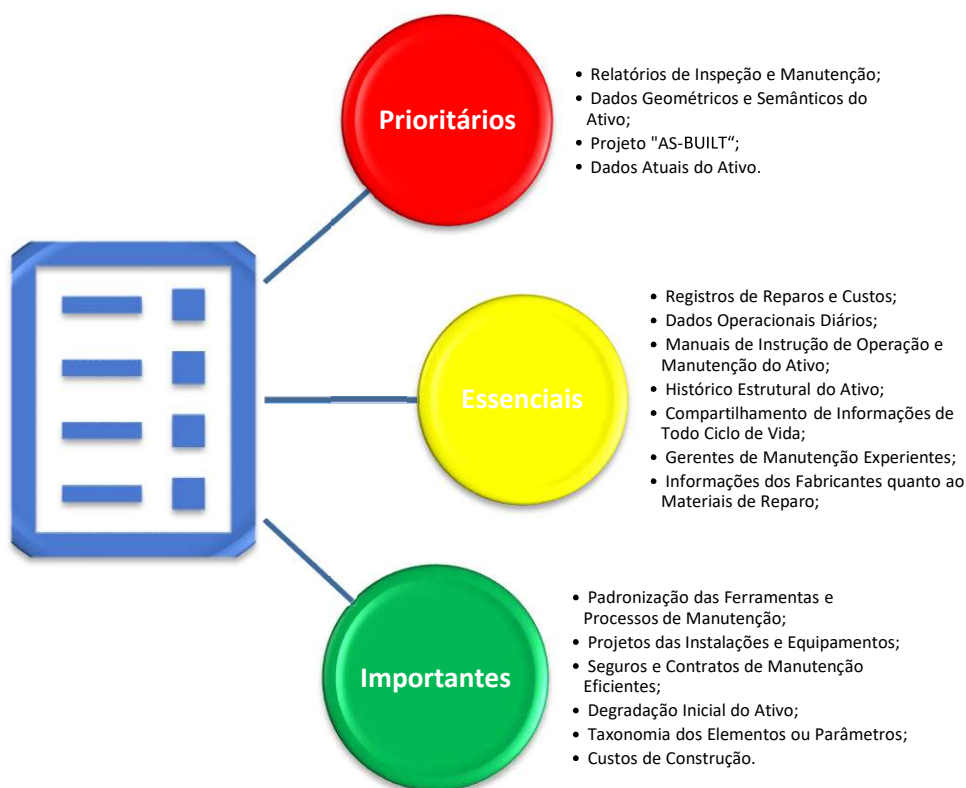 Prioritários
• Relatórios de Inspeção e Manutenção;
• Dados Geométricos e Semânticos do
Ativo;
• Projeto "AS-BUILT“;
• Dados Atuais do Ativo.
Essenciais
• Registros de Reparos e Custos;
• Dados Operacionais Diários;
• Manuais de Instrução de Operação e
Manutenção do Ativo;
• Histórico Estrutural do Ativo;
• Compartilhamento de Informações de
Todo Ciclo de Vida;
• Gerentes de Manutenção Experientes;
• Informações dos Fabricantes quanto ao
Materiais de Reparo;
Importantes
• Padronização das Ferramentas e
Processos de Manutenção;
• Projetos das Instalações e Equipamentos;
• Seguros e Contratos de Manutenção
Eficientes;
• Degradação Inicial do Ativo;
• Taxonomia dos Elementos ou Parâmetros;
• Custos de Construção.